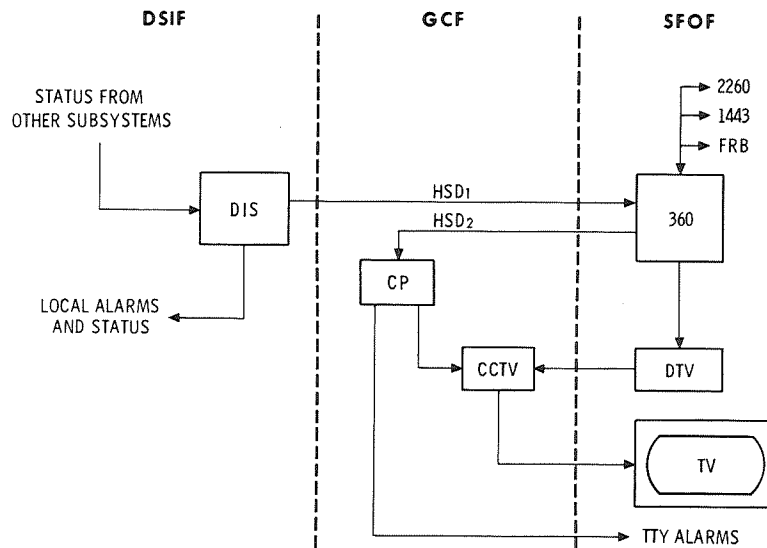 DSIF
GCF
SFOF
STATUS FROM
OTHER SUBSYSTEMS
2260
1443
FRB
DIS
HSD1
HSD2
360
CP
LOCAL ALARMS
AND STATUS
CCTV
DTV
TV
TTY ALARMS